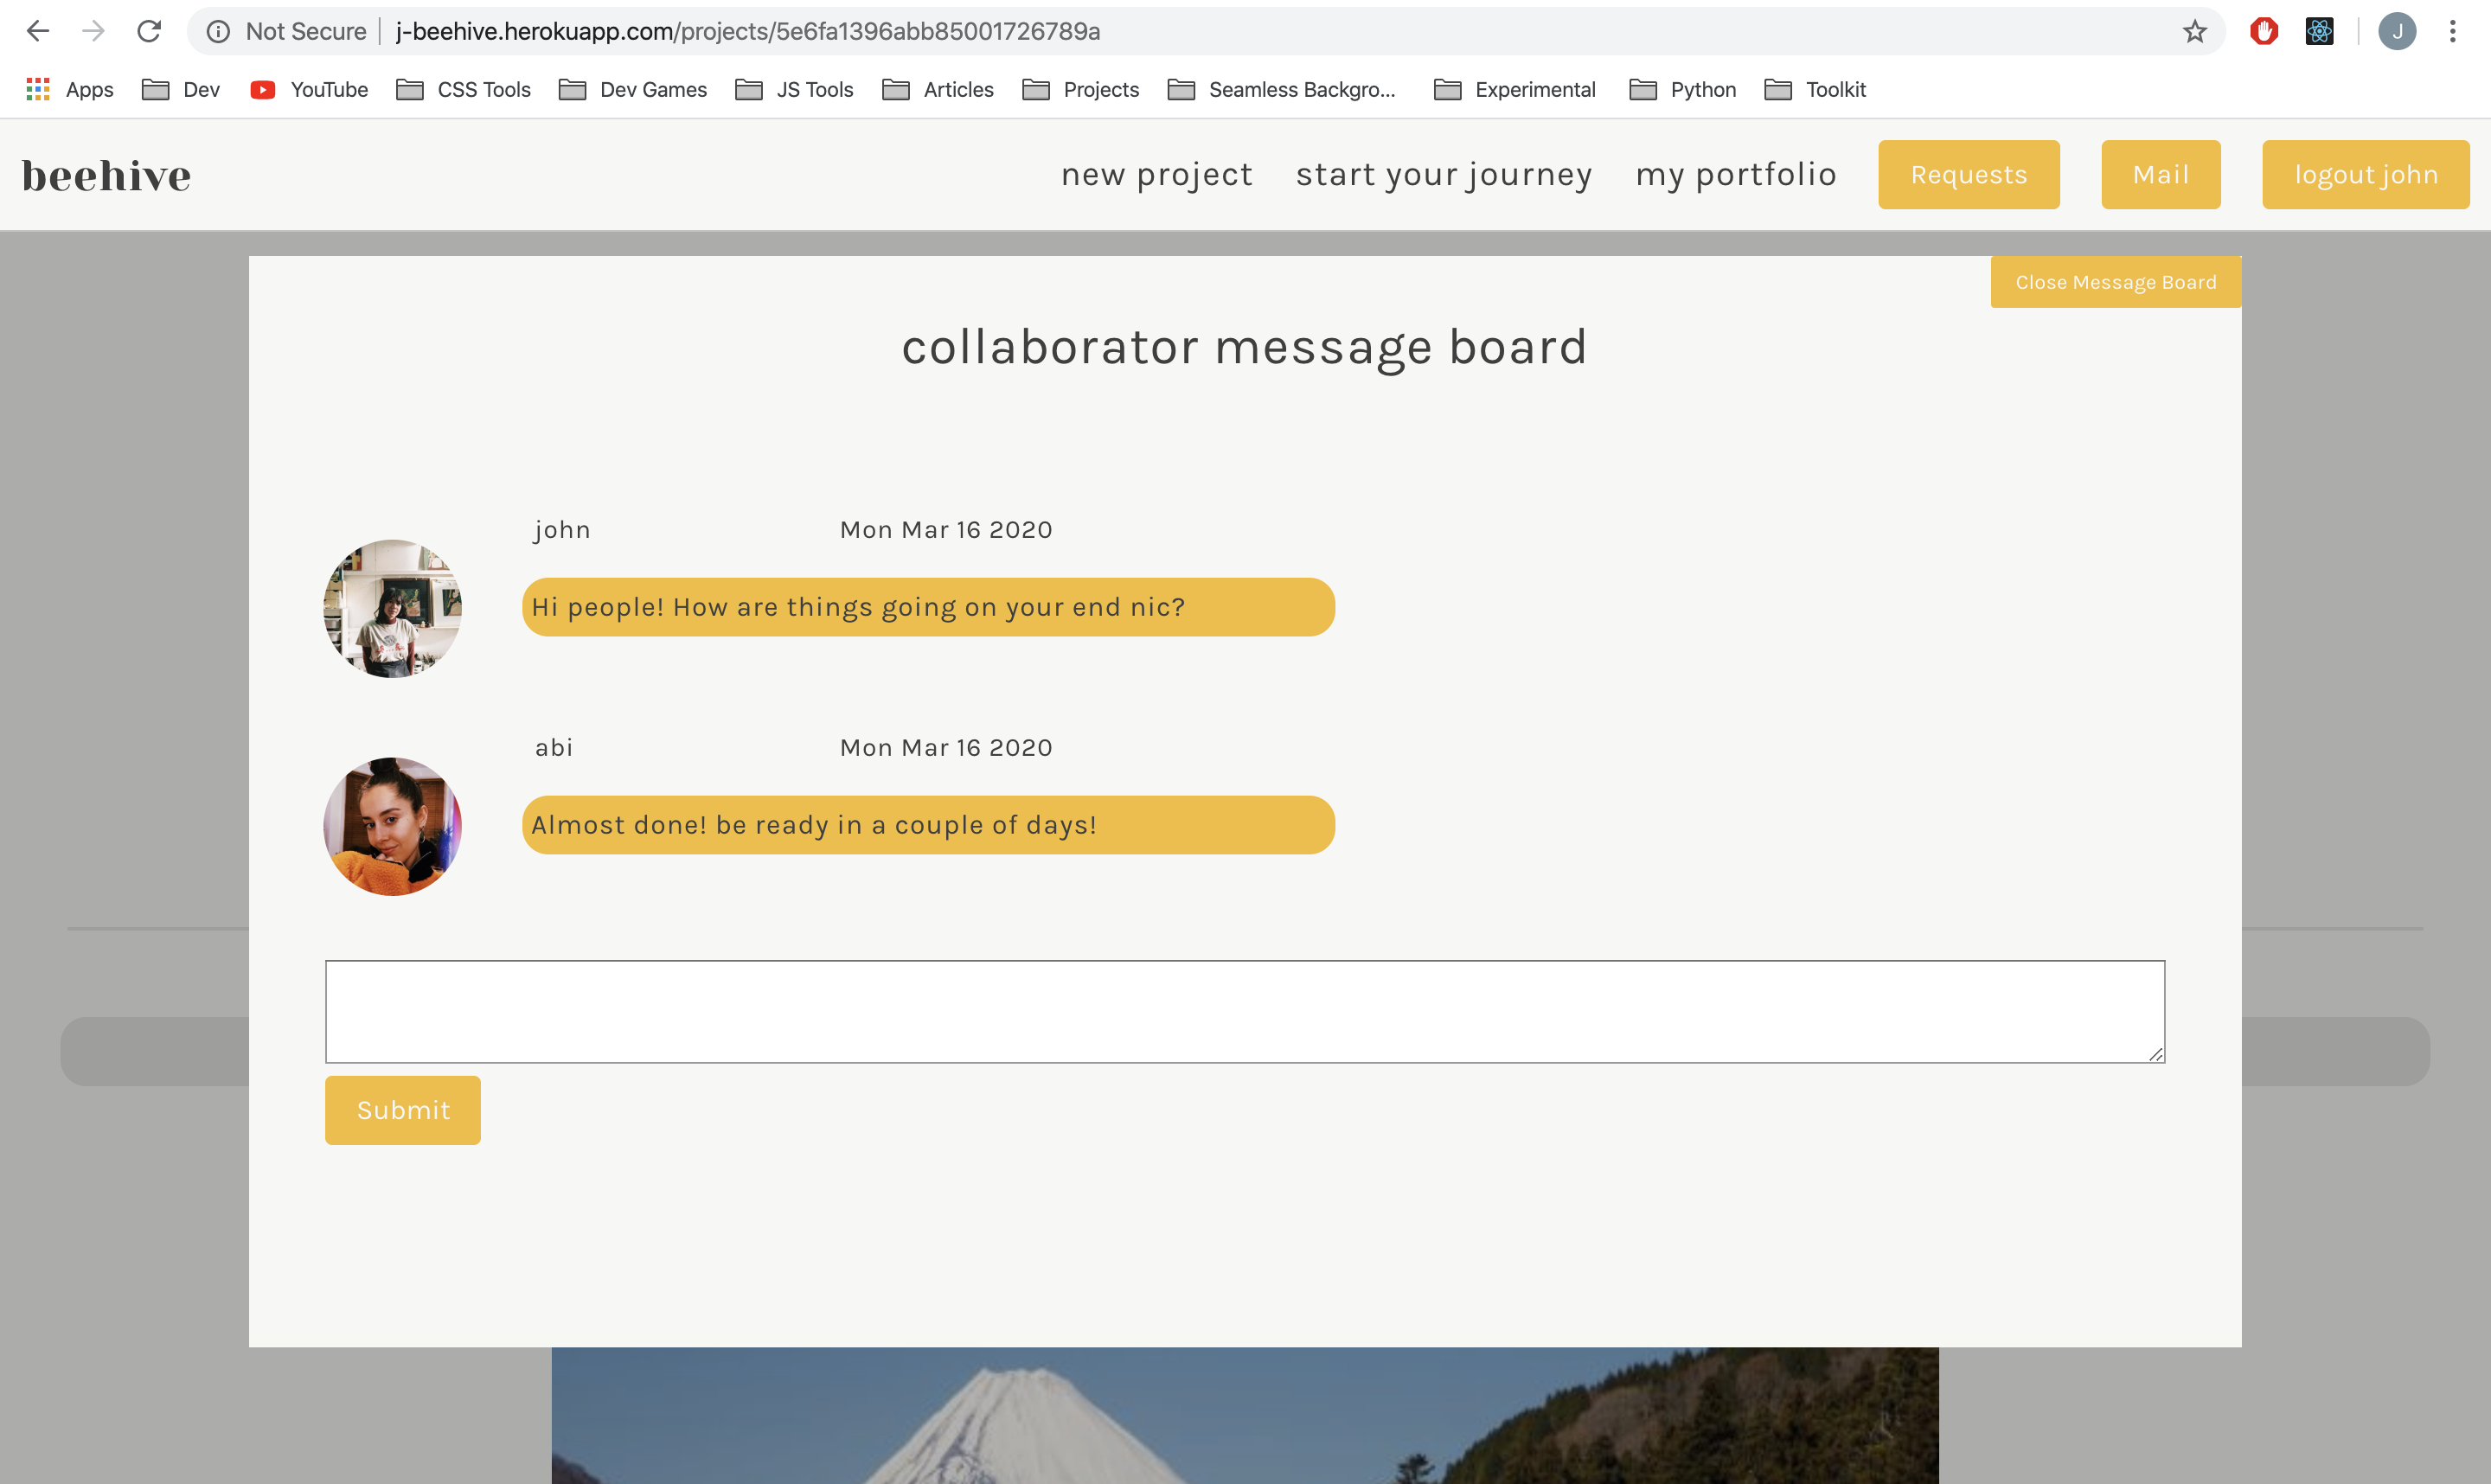 Not Secure j-beehive.herokuapp.com/projects/5e6fa1396abb85001726789a J
Apps Dev YouTube CSS Tools Dev Games JS Tools Articles Projects Seamless Backgro... Experimental Python Toolkit
beehive new project start your journey my portfolio Requests Mail logout john
Close Message Board
collaborator message board
john Mon Mar 16 2020
Hi people! How are things going on your end nic?
abi Mon Mar 16 2020
Almost done! be ready in a couple of days!
Submit